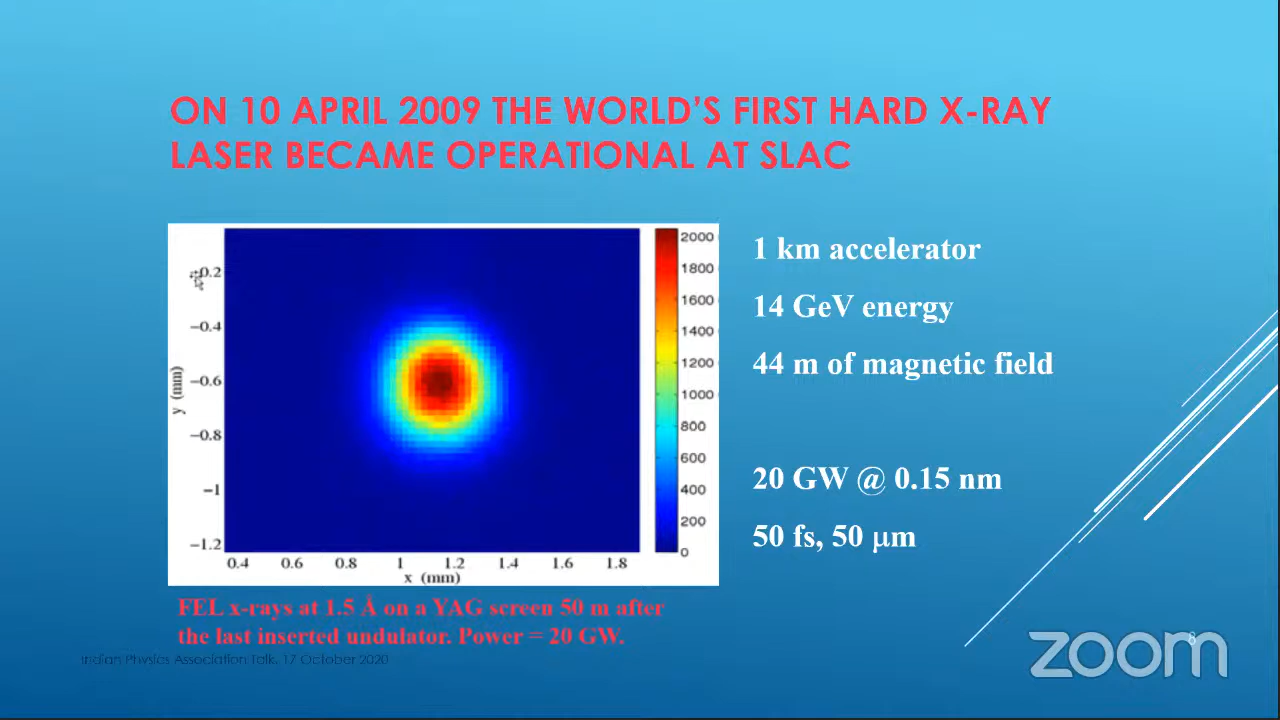 ON 10 APRIL 2009 THE WORLD'S FIRST HARD X-RAY
LASER BECAME OPERATIONAL AT SLAC
−0.2
−0.4
−0.6
−0.8
−1
−1.2
y (mm)
0.4 0.6 0.8 1 1.2 1.4 1.6 1.8
x (mm)
2000
1800
1600
1400
1200
1000
800
600
400
200
0
1 km accelerator
14 GeV energy
44 m of magnetic field
20 GW @ 0.15 nm
50 fs, 50 μm
FEL x-rays at 1.5 Å on a YAG screen 50 m after
the last inserted undulator. Power = 20 GW.
Indian Physics Association Talk, 17 October 2020
8
zoom